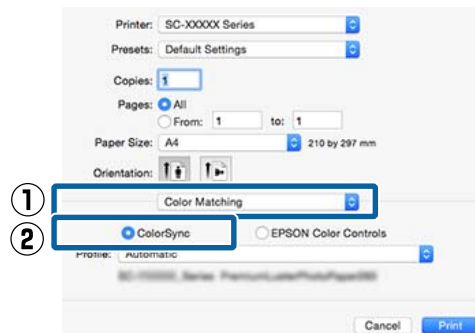 Printer: SC-XXXXX Series
Presets: Default Settings
Copies: 1
Pages: All
From: 1 to: 1
Paper Size: A4 210 by 297 mm
Orientation:
① Color Matching
② ColorSync EPSON Color Controls
Profile: Automatic
Cancel Print